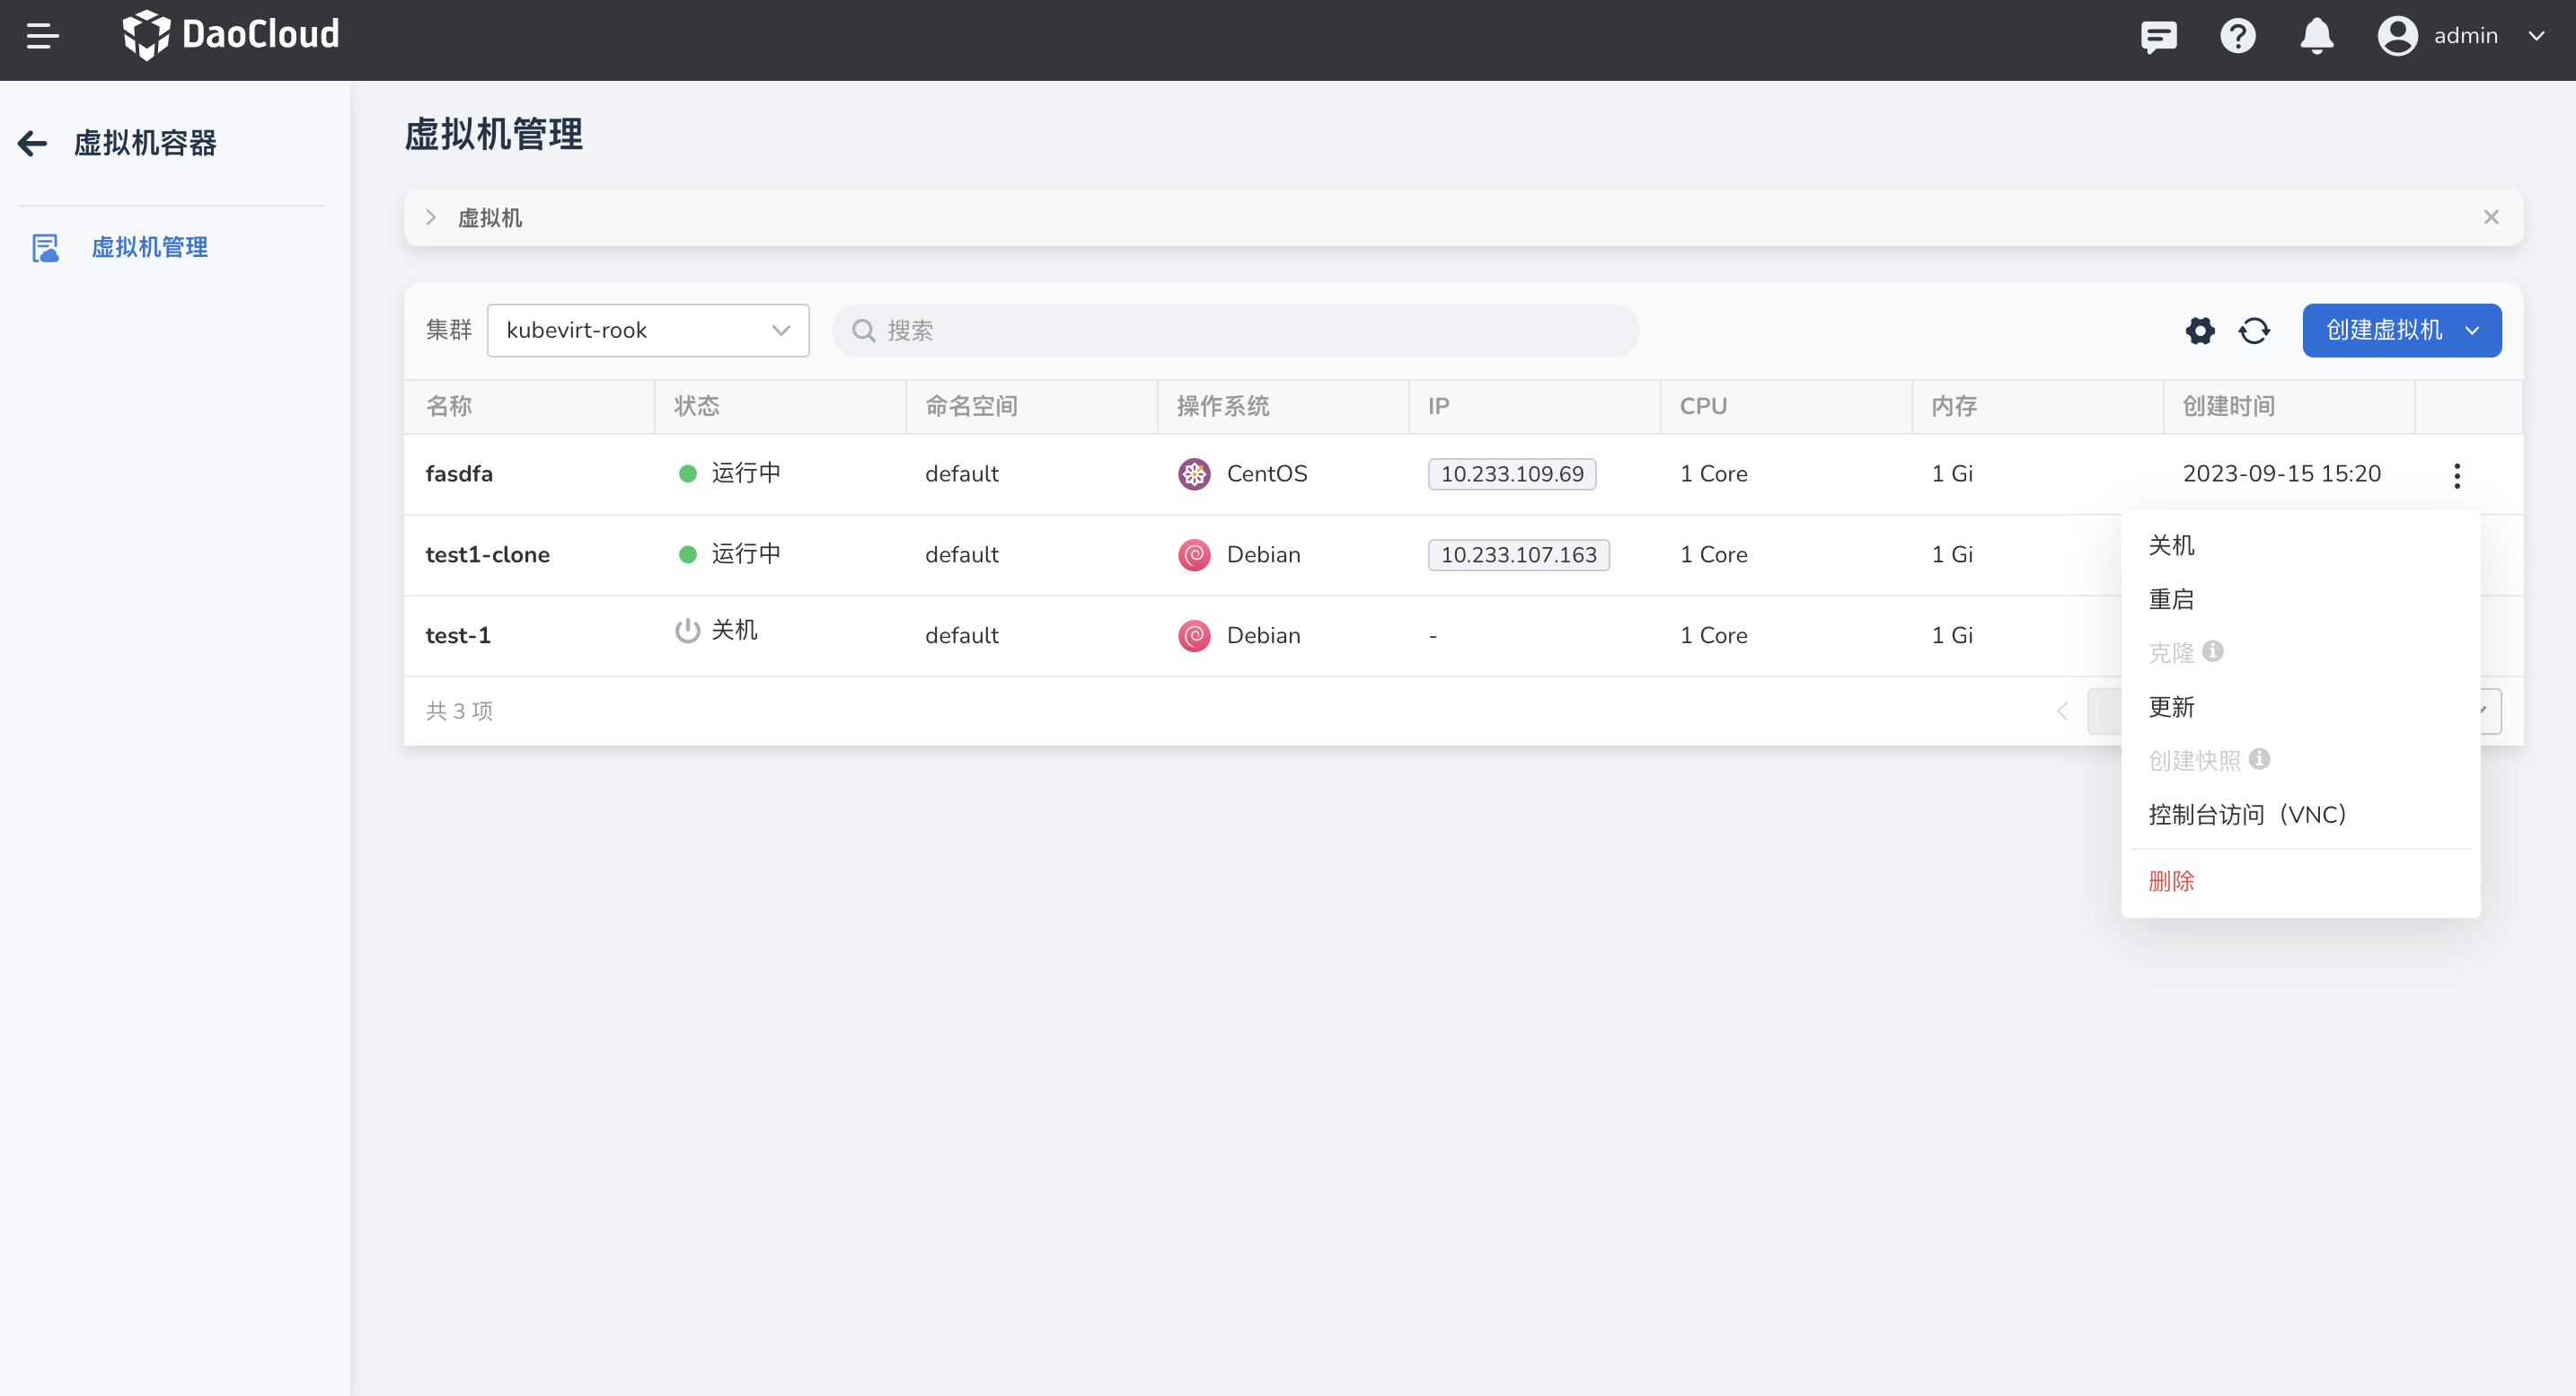 DaoCloud
admin
虚拟机容器
虚拟机管理
虚拟机管理
虚拟机
集群 kubevirt-rook 搜索 创建虚拟机
名称 状态 命名空间 操作系统 IP CPU 内存 创建时间
fasdfa 运行中 default CentOS 10.233.109.69 1 Core 1 Gi 2023-09-15 15:20
test1-clone 运行中 default Debian 10.233.107.163 1 Core 1 Gi
test-1 关机 default Debian - 1 Core 1 Gi
共 3 项
关机
重启
克隆
更新
创建快照
控制台访问（VNC）
删除